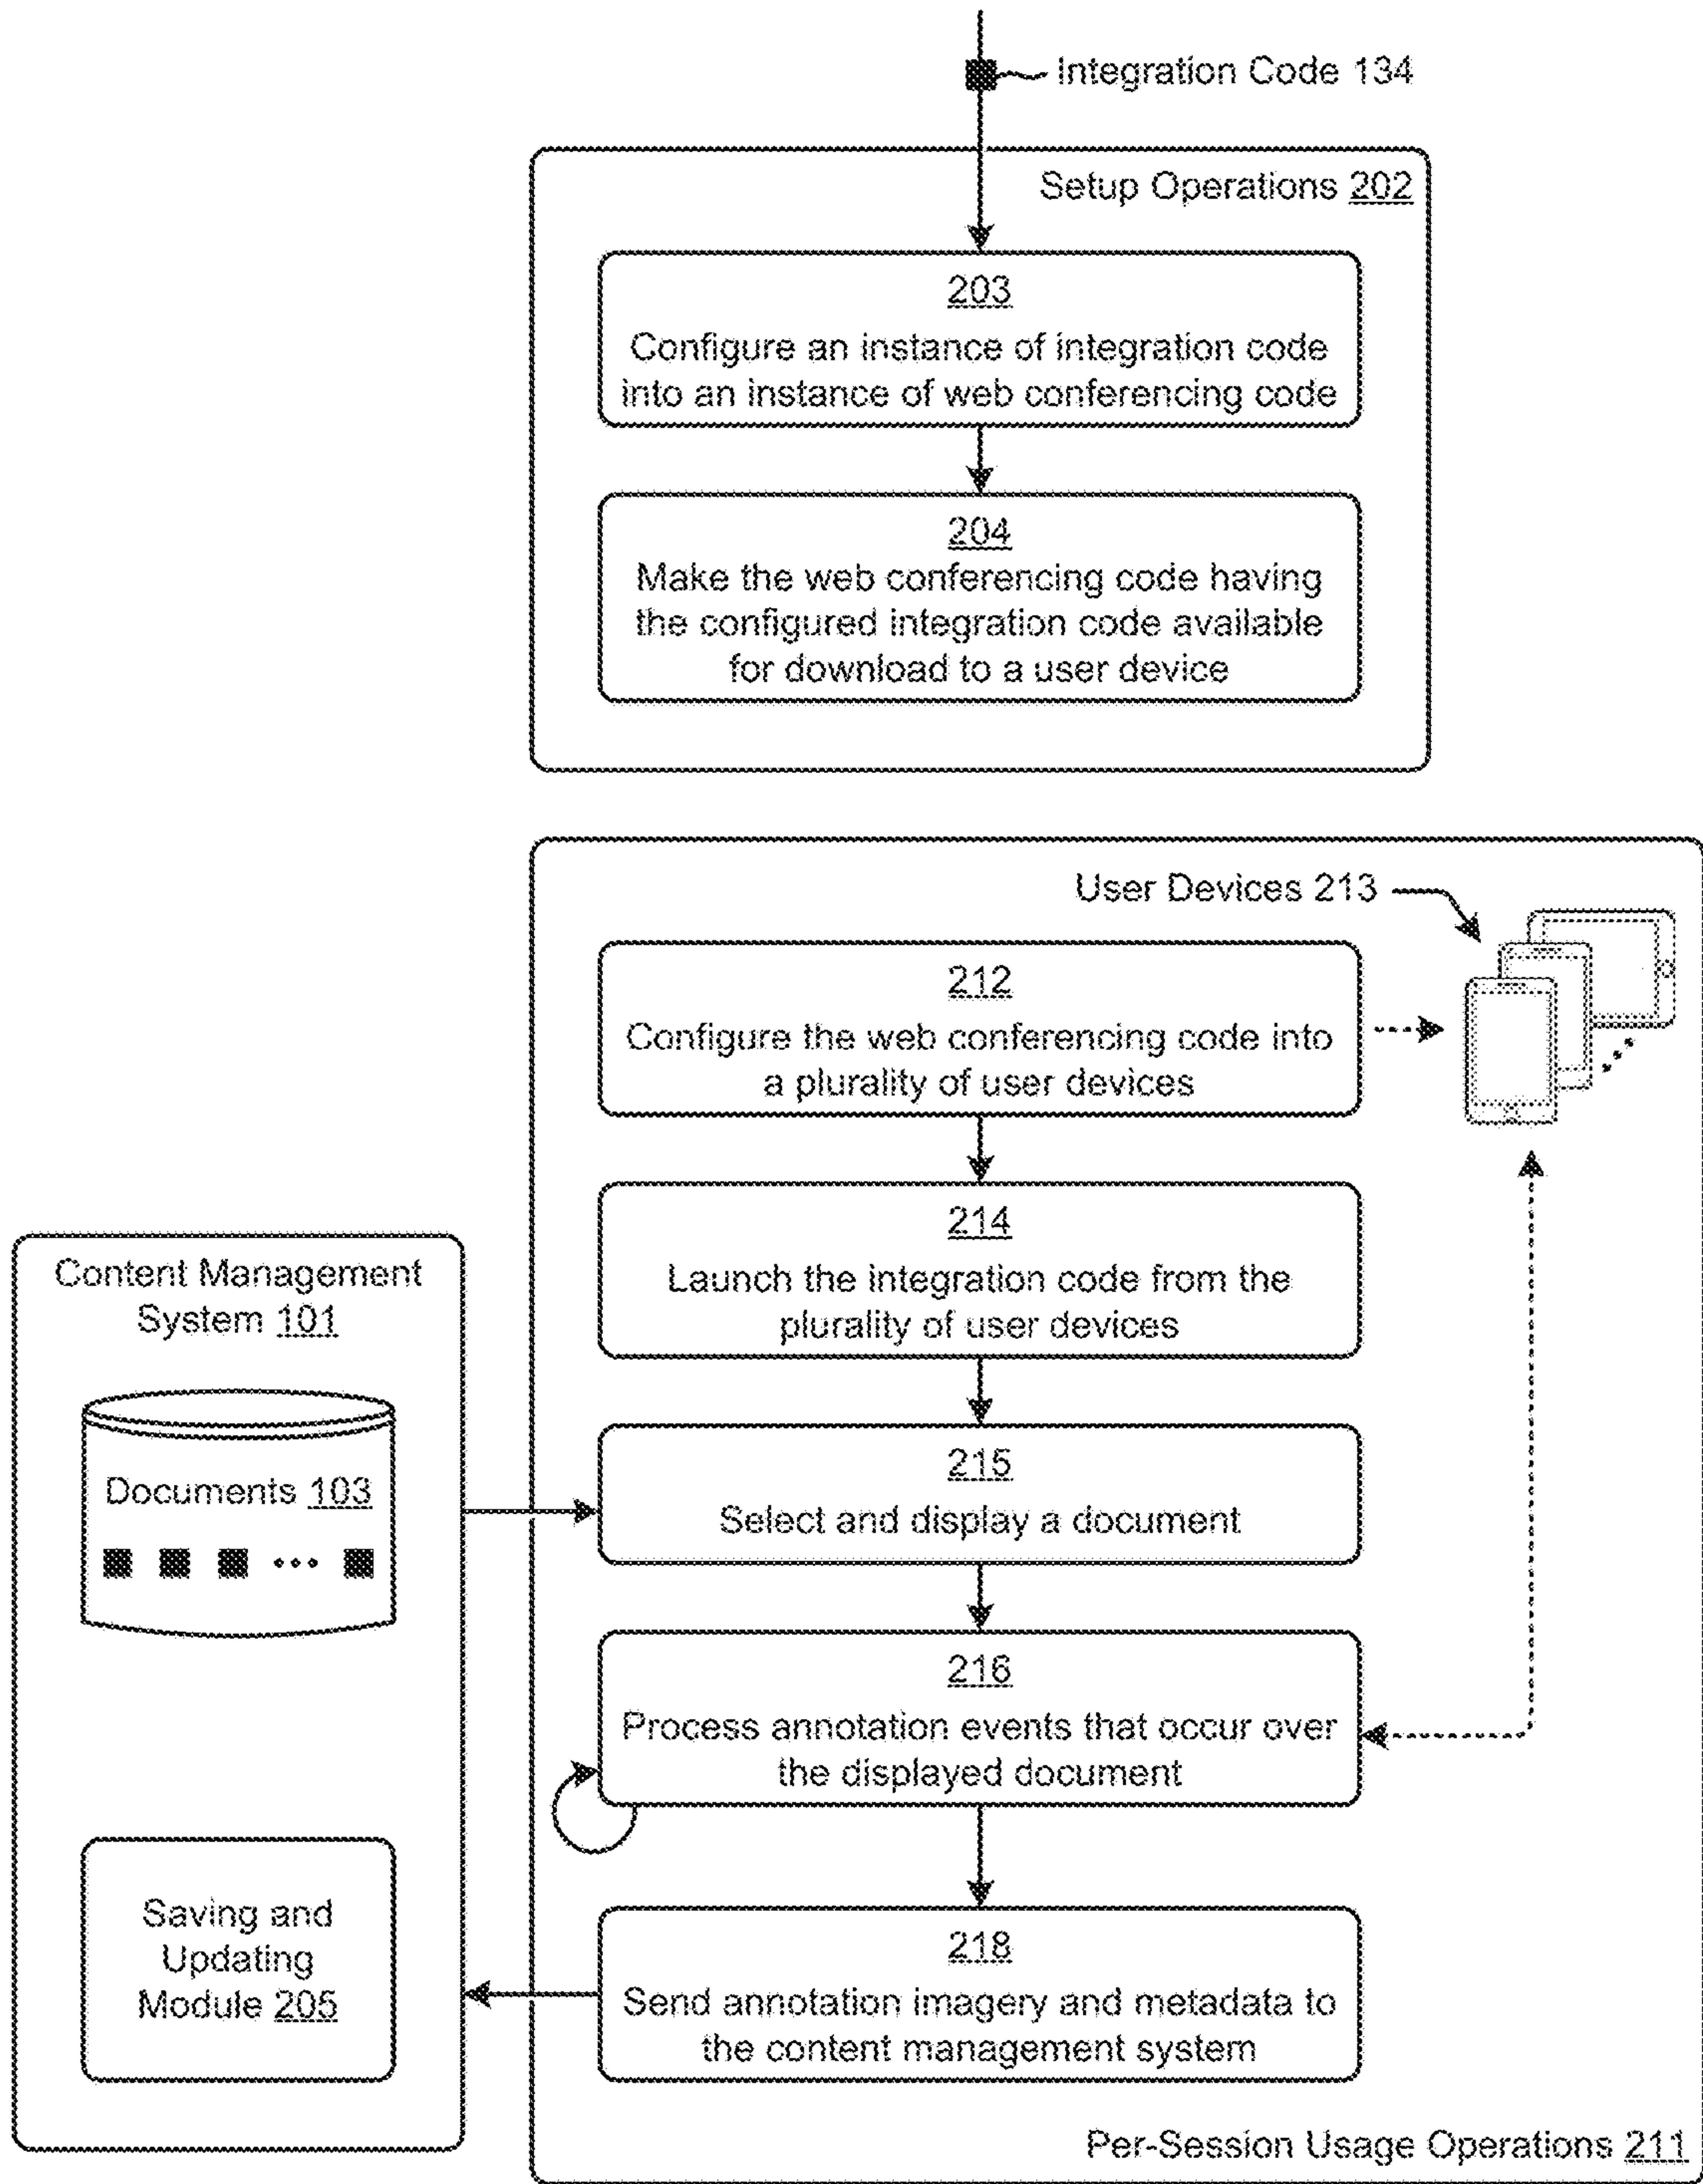 Integration Code 134
Setup Operations 202
203
Configure an instance of integration code
into an instance of web conferencing code
204
Make the web conferencing code having
the configured integration code available
for download to a user device
User Devices 213
212
Configure the web conferencing code into
a plurality of user devices
214
Launch the integration code from the
plurality of user devices
Content Management
System 101
Documents 103
215
Select and display a document
216
Process annotation events that occur over
the displayed document
Saving and
Updating
Module 205
218
Send annotation imagery and metadata to
the content management system
Per-Session Usage Operations 211